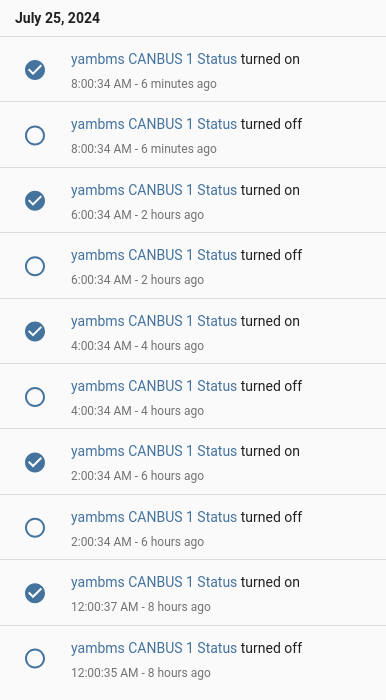 July 25, 2024
yambms CANBUS 1 Status turned on
8:00:34 AM - 6 minutes ago
yambms CANBUS 1 Status turned off
8:00:34 AM - 6 minutes ago
yambms CANBUS 1 Status turned on
6:00:34 AM - 2 hours ago
yambms CANBUS 1 Status turned off
6:00:34 AM - 2 hours ago
yambms CANBUS 1 Status turned on
4:00:34 AM - 4 hours ago
yambms CANBUS 1 Status turned off
4:00:34 AM - 4 hours ago
yambms CANBUS 1 Status turned on
2:00:34 AM - 6 hours ago
yambms CANBUS 1 Status turned off
2:00:34 AM - 6 hours ago
yambms CANBUS 1 Status turned on
12:00:37 AM - 8 hours ago
yambms CANBUS 1 Status turned off
12:00:35 AM - 8 hours ago